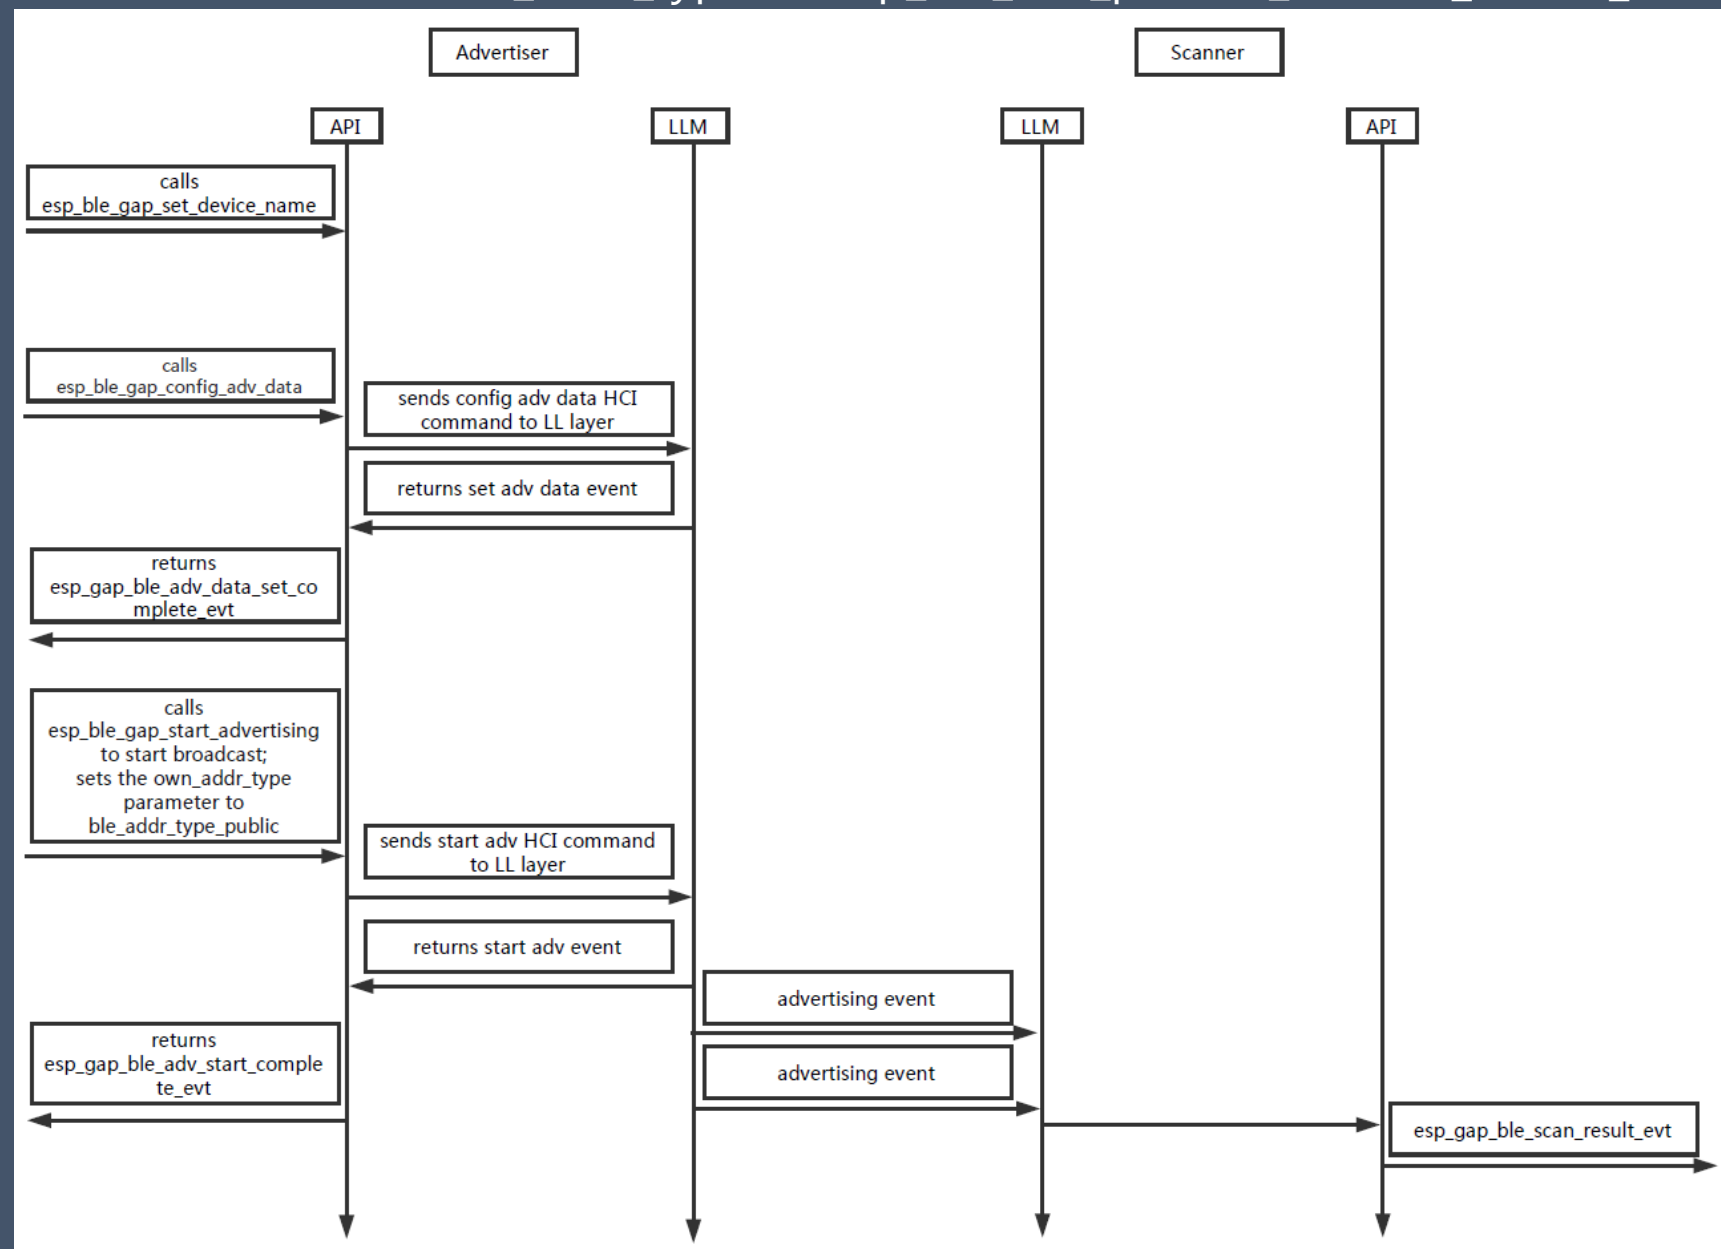 Advertiser
Scanner
API
LLM
LLM
API
calls
esp_ble_gap_set_device_name
calls
esp_ble_gap_config_adv_data
sends config adv data HCI
command to LL layer
returns set adv data event
returns
esp_gap_ble_adv_data_set_co
mplete_evt
calls
esp_ble_gap_start_advertising
to start broadcast;
sets the own_addr_type
parameter to
ble_addr_type_public
sends start adv HCI command
to LL layer
returns start adv event
advertising event
returns
esp_gap_ble_adv_start_comple
te_evt
advertising event
esp_gap_ble_scan_result_evt